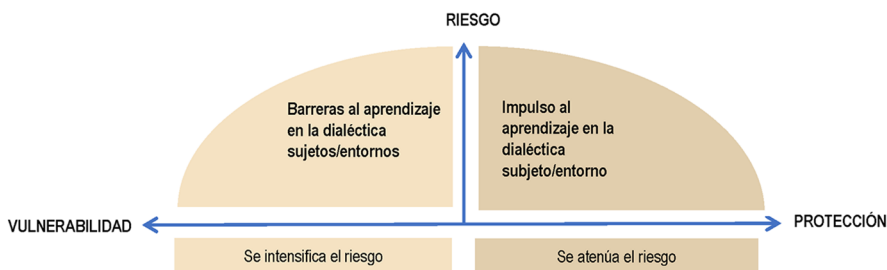 RIESGO
Barreras al aprendizaje
en la dialéctica
sujetos/entornos
Impulso al
aprendizaje en la
dialéctica
subjeto/entorno
VULNERABILIDAD
PROTECCIÓN
Se intensifica el riesgo
Se atenúa el riesgo